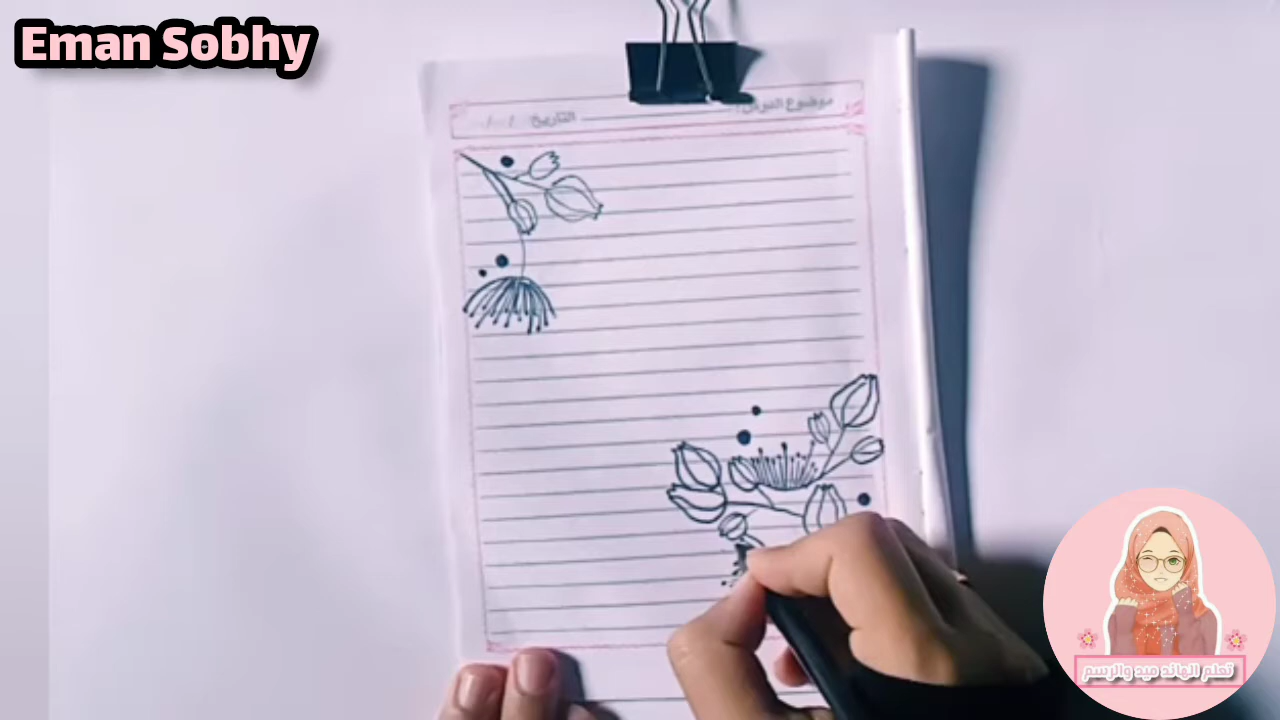 Eman Sobhy
موضوع
التاريخ / /
تعلم الهاند ميد والرسم